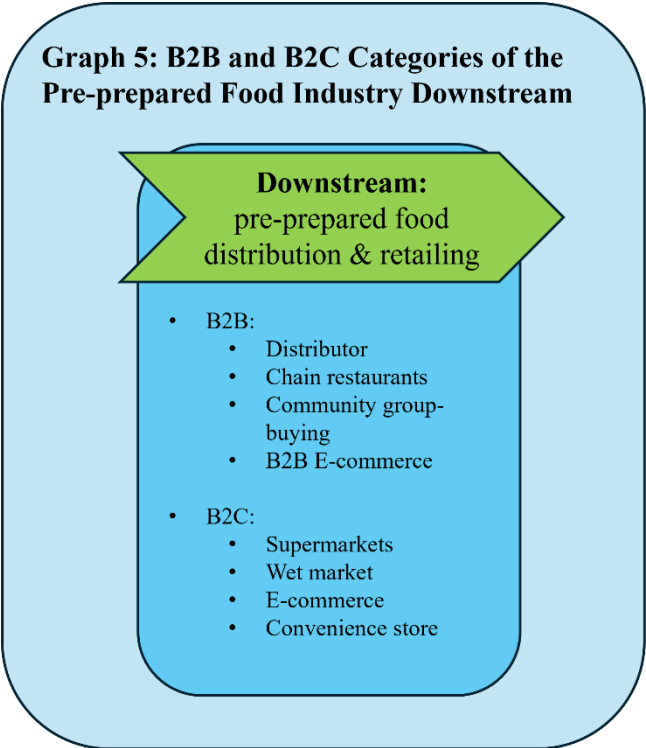 Graph 5: B2B and B2C Categories of the
Pre-prepared Food Industry Downstream
Downstream:
pre-prepared food
distribution & retailing
• B2B:
• Distributor
• Chain restaurants
• Community group-
buying
• B2B E-commerce
• B2C:
• Supermarkets
• Wet market
• E-commerce
• Convenience store